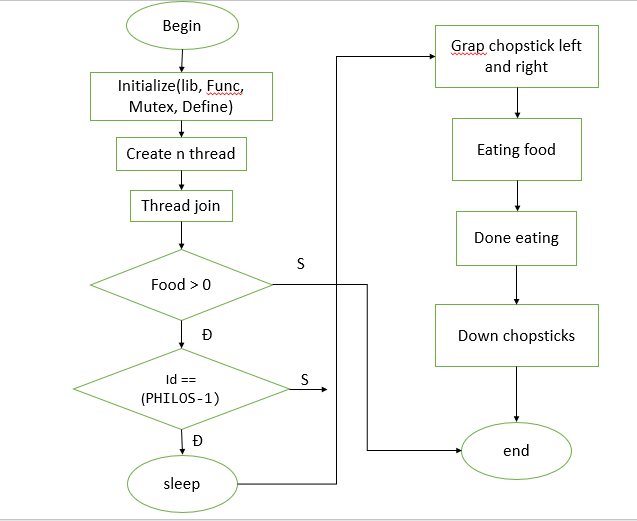 Begin
Initialize(lib, Func,
Mutex, Define)
Create n thread
Thread join
Food > 0
S
Đ
Id ==
(PHILOS-1)
S
Đ
sleep
Grap chopstick left
and right
Eating food
Done eating
Down chopsticks
end